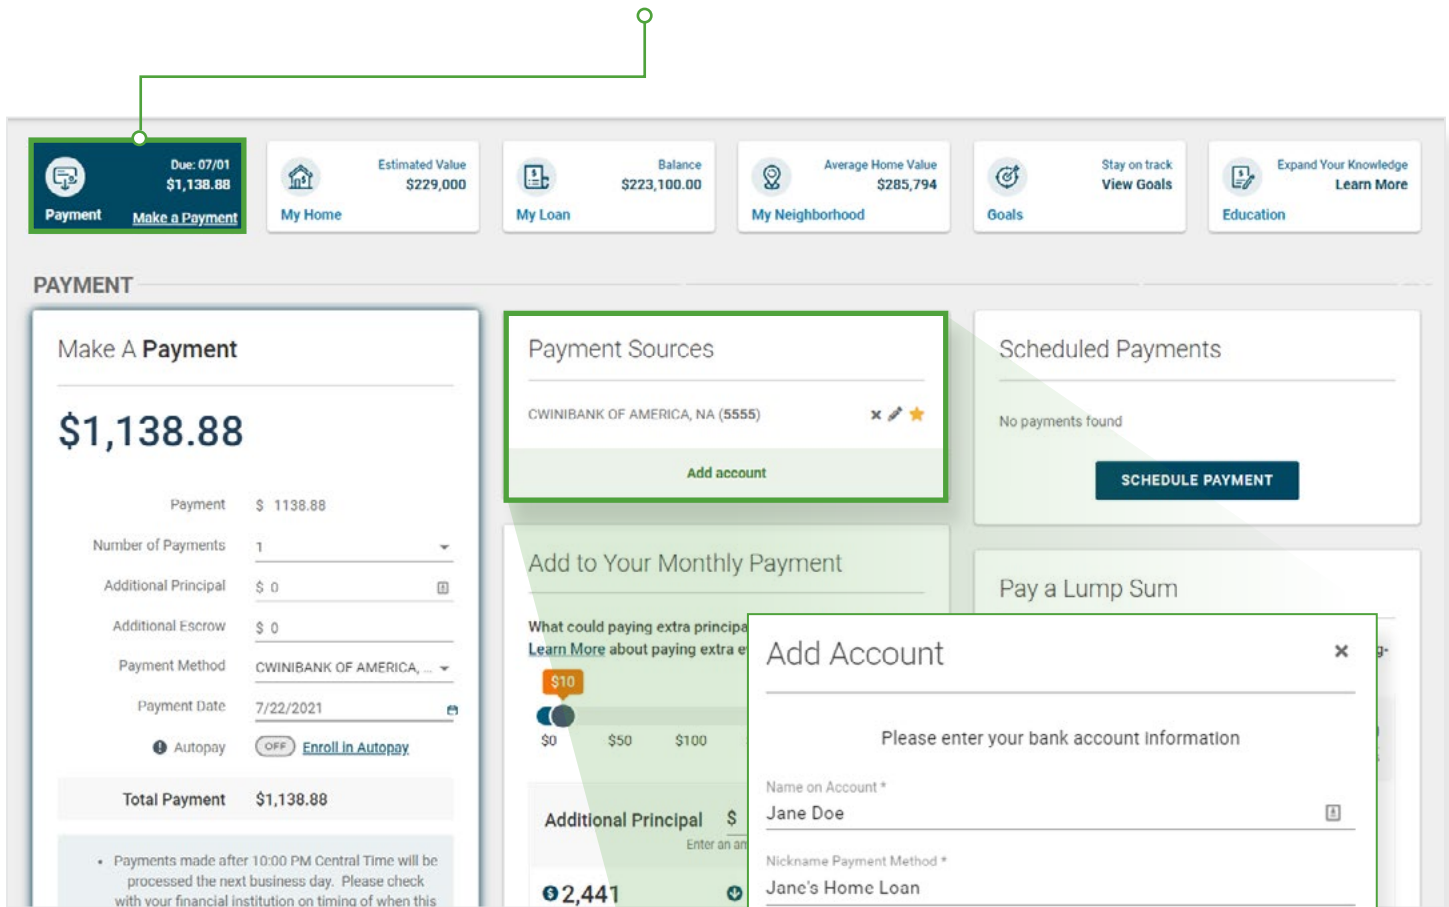 Due: 07/01
$1,138.88
Payment Make a Payment
Estimated Value
$229,000
My Home
Balance
$223,100.00
My Loan
Average Home Value
$285,794
My Neighborhood
Stay on track
View Goals
Goals
Expand Your Knowledge
Learn More
Education
PAYMENT
Make A Payment
$1,138.88
Payment $ 1138.88
Number of Payments 1
Additional Principal $ 0
Additional Escrow $ 0
Payment Method CWINIBANK OF AMERICA, ...
Payment Date 7/22/2021
Autopay OFF Enroll in Autopay
Total Payment $1,138.88
• Payments made after 10:00 PM Central Time will be
processed the next business day. Please check
with your financial institution on timing of when this
Payment Sources
CWINIBANK OF AMERICA, NA (5555)
Add account
Add to Your Monthly Payment
What could paying extra principa
Learn More about paying extra e
$10
$0 $50 $100
Additional Principal $
Enter an am
2,441
Scheduled Payments
No payments found
SCHEDULE PAYMENT
Pay a Lump Sum
g-
Add Account
Please enter your bank account information
Name on Account *
Jane Doe
Nickname Payment Method *
Jane's Home Loan